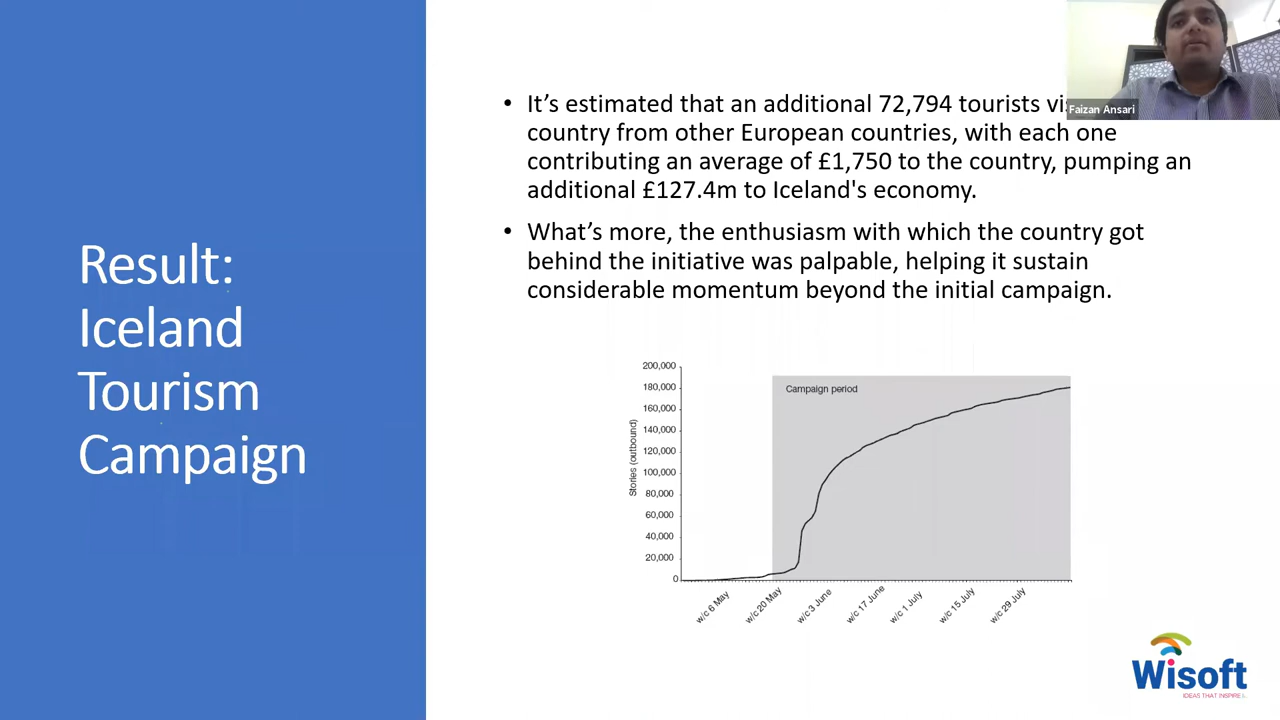 Result:
Iceland
Tourism
Campaign
• It’s estimated that an additional 72,794 tourists
country from other European countries, with each one
contributing an average of £1,750 to the country, pumping an
additional £127.4m to Iceland's economy.
• What’s more, the enthusiasm with which the country got
behind the initiative was palpable, helping it sustain
considerable momentum beyond the initial campaign.
Faizan Ansari
Campaign period
Stories (outbound)
200,000
180,000
160,000
140,000
120,000
100,000
80,000
60,000
40,000
20,000
0
w/c 6 May
w/c 20 May
w/c 3 June
w/c 17 June
w/c 1 July
w/c 15 July
w/c 29 July
Wisoft
IDEAS THAT INSPIRE